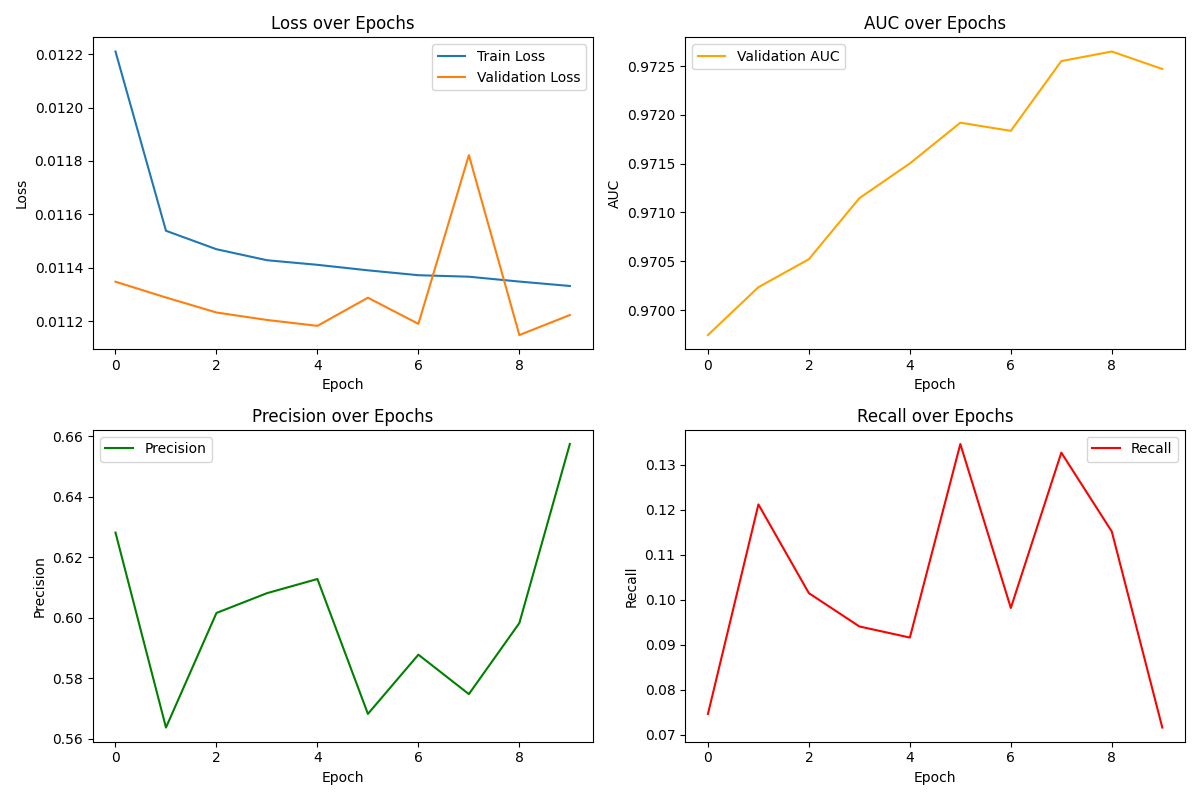 Loss over Epochs
Train Loss
Validation Loss
0.0122
0.0120
0.0118
0.0116
0.0114
0.0112
Loss
0 2 4 6 8
Epoch
AUC over Epochs
Validation AUC
0.9725
0.9720
0.9715
0.9710
0.9705
0.9700
AUC
0 2 4 6 8
Epoch
Precision over Epochs
Precision
0.66
0.64
0.62
0.60
0.58
0.56
Precision
0 2 4 6 8
Epoch
Recall over Epochs
Recall
0.13
0.12
0.11
0.10
0.09
0.08
0.07
Recall
0 2 4 6 8
Epoch